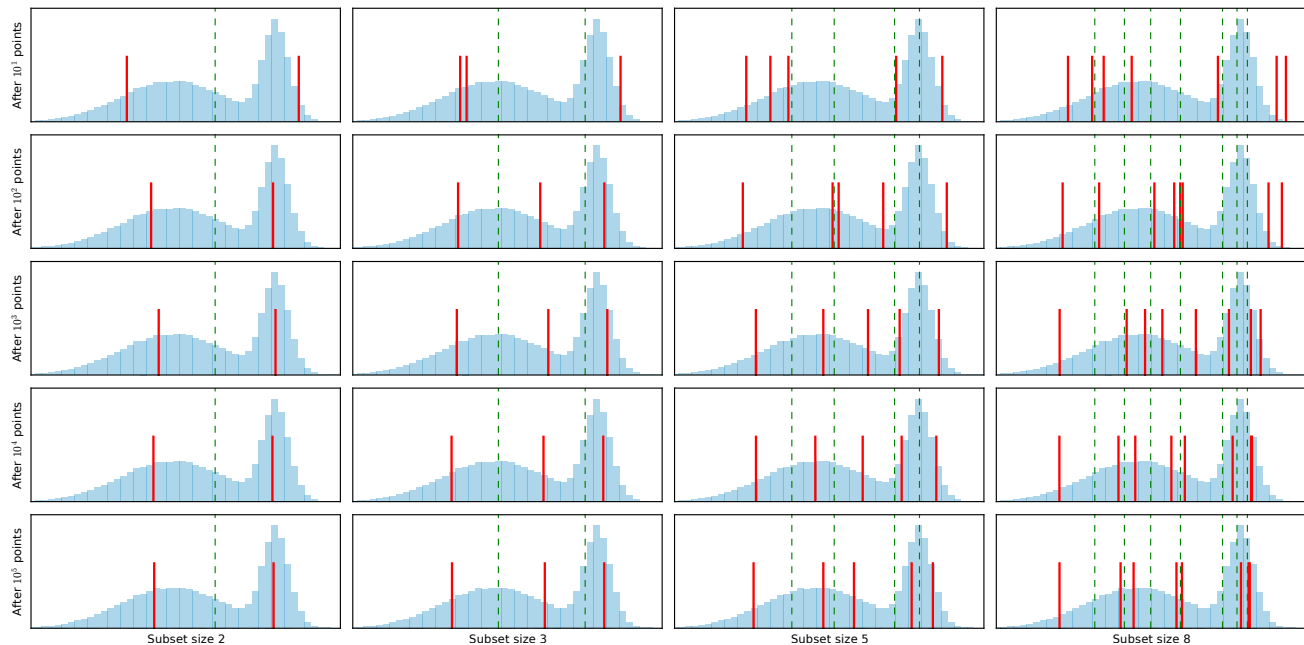 After 10¹ points
After 10² points
After 10³ points
After 10⁴ points
After 10⁵ points
Subset size 2
Subset size 3
Subset size 5
Subset size 8